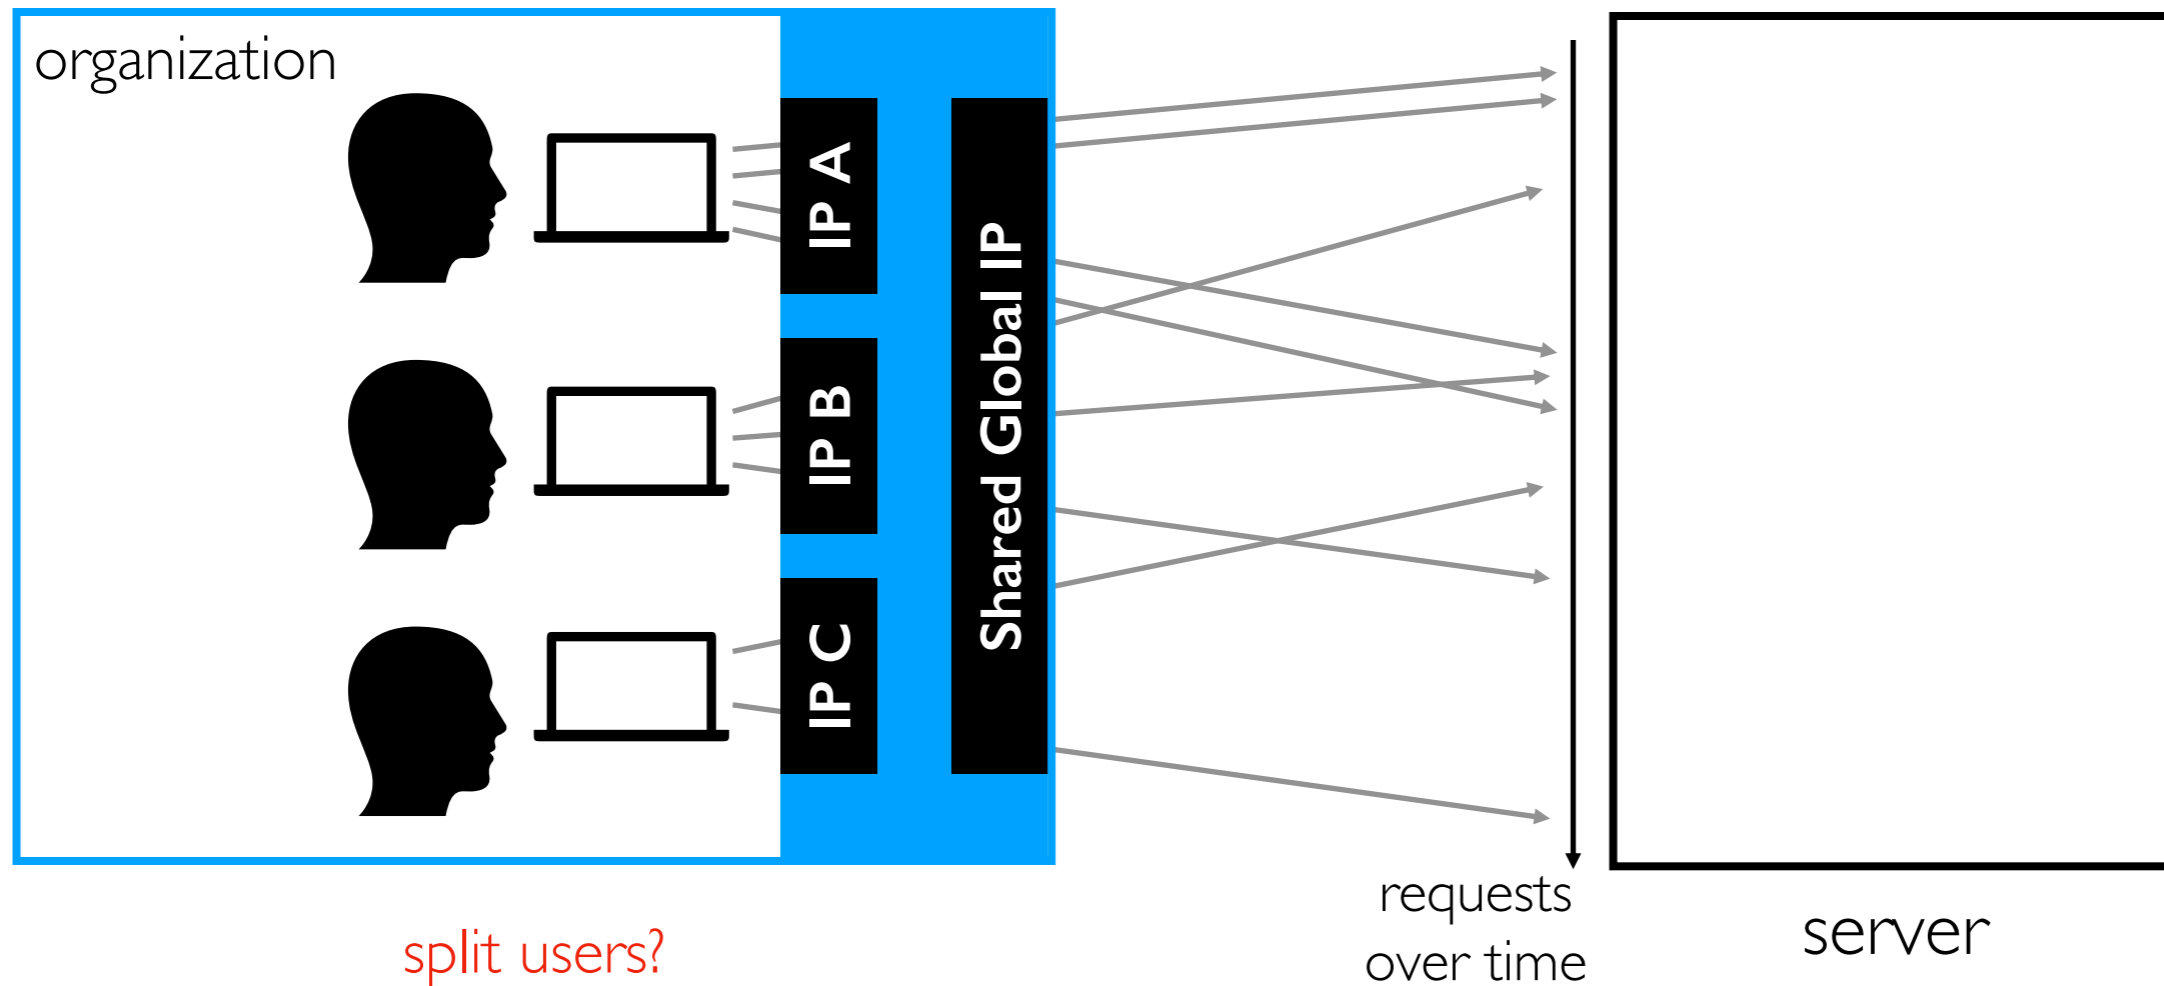 organization
IP A
IP B
IP C
Shared Global IP
split users?
requests
over time
server